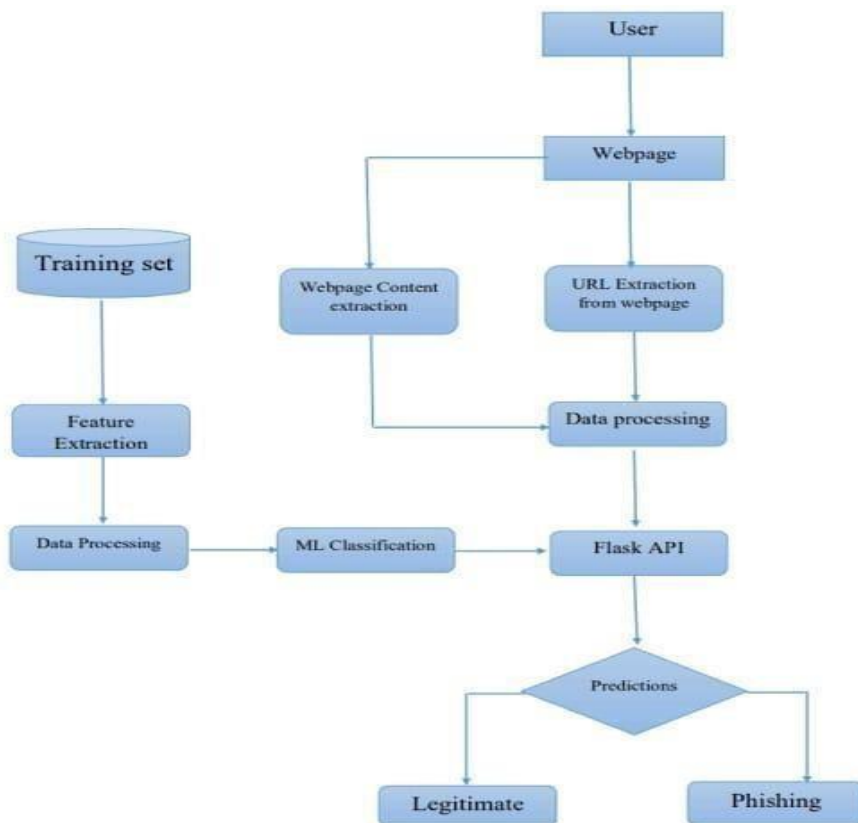 User
Webpage
Training set
Webpage Content
extraction
URL Extraction
from webpage
Feature
Extraction
Data processing
Data Processing
ML Classification
Flask API
Predictions
Legitimate
Phishing